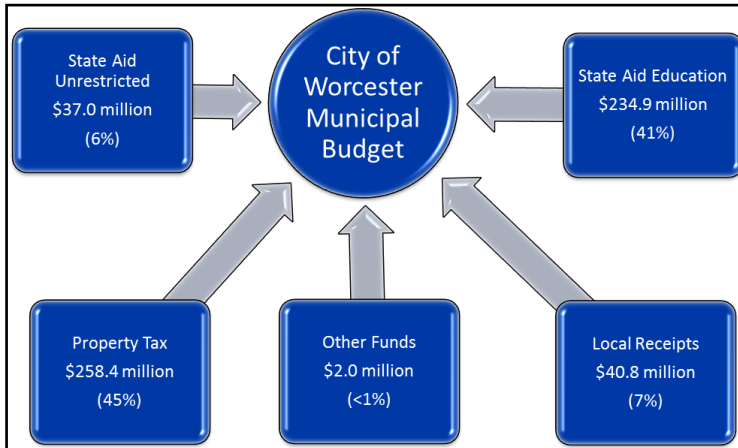 State Aid
Unrestricted
$37.0 million
(6%)
City of
Worcester
Municipal
Budget
State Aid Education
$234.9 million
(41%)
Property Tax
$258.4 million
(45%)
Other Funds
$2.0 million
(<1%)
Local Receipts
$40.8 million
(7%)